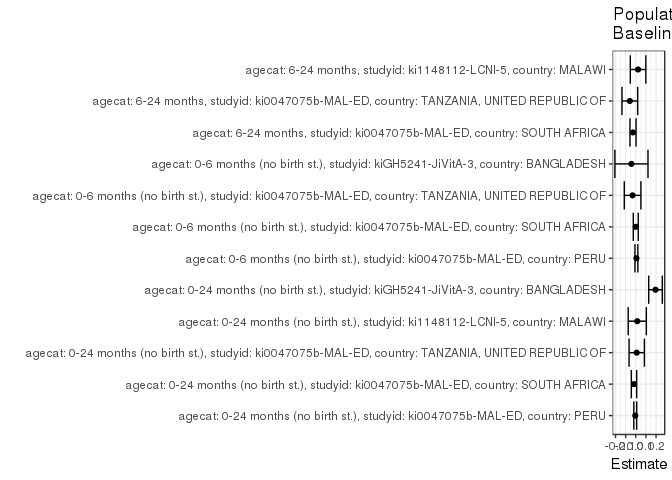 Populat
Baselin
agecat: 6-24 months, studyid: ki1148112-LCNI-5, country: MALAWI
agecat: 6-24 months, studyid: ki0047075b-MAL-ED, country: TANZANIA, UNITED REPUBLIC OF
agecat: 6-24 months, studyid: ki0047075b-MAL-ED, country: SOUTH AFRICA
agecat: 0-6 months (no birth st.), studyid: kiGH5241-JiVitA-3, country: BANGLADESH
agecat: 0-6 months (no birth st.), studyid: ki0047075b-MAL-ED, country: TANZANIA, UNITED REPUBLIC OF
agecat: 0-6 months (no birth st.), studyid: ki0047075b-MAL-ED, country: SOUTH AFRICA
agecat: 0-6 months (no birth st.), studyid: ki0047075b-MAL-ED, country: PERU
agecat: 0-24 months (no birth st.), studyid: kiGH5241-JiVitA-3, country: BANGLADESH
agecat: 0-24 months (no birth st.), studyid: ki1148112-LCNI-5, country: MALAWI
agecat: 0-24 months (no birth st.), studyid: ki0047075b-MAL-ED, country: TANZANIA, UNITED REPUBLIC OF
agecat: 0-24 months (no birth st.), studyid: ki0047075b-MAL-ED, country: SOUTH AFRICA
agecat: 0-24 months (no birth st.), studyid: ki0047075b-MAL-ED, country: PERU
0.2
Estimate